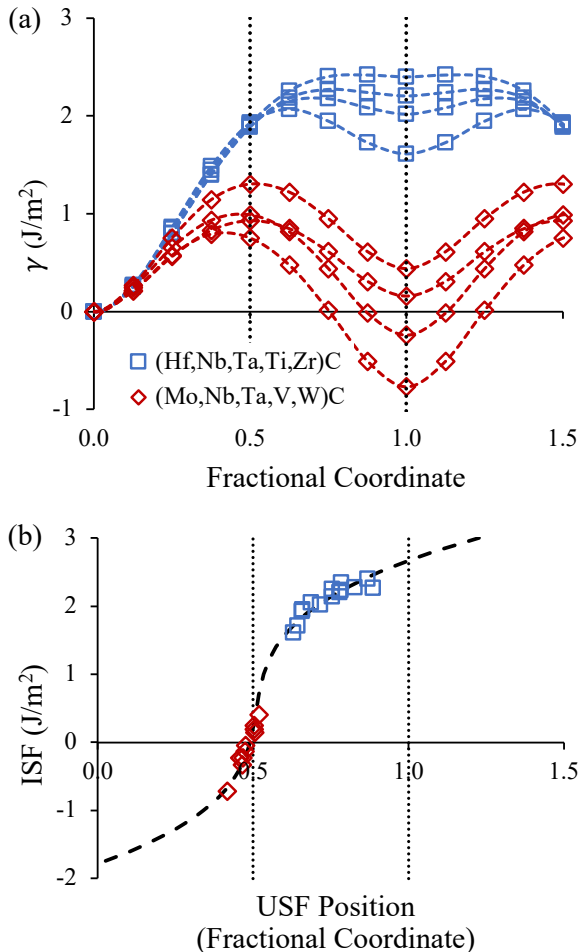 (a)
3
2
1
0
-1
γ (J/m²)
(Hf,Nb,Ta,Ti,Zr)C
(Mo,Nb,Ta,V,W)C
0.0 0.5 1.0 1.5
Fractional Coordinate
(b)
3
2
1
0
-1
-2
ISF (J/m²)
0.0 0.5 1.0 1.5
USF Position
(Fractional Coordinate)